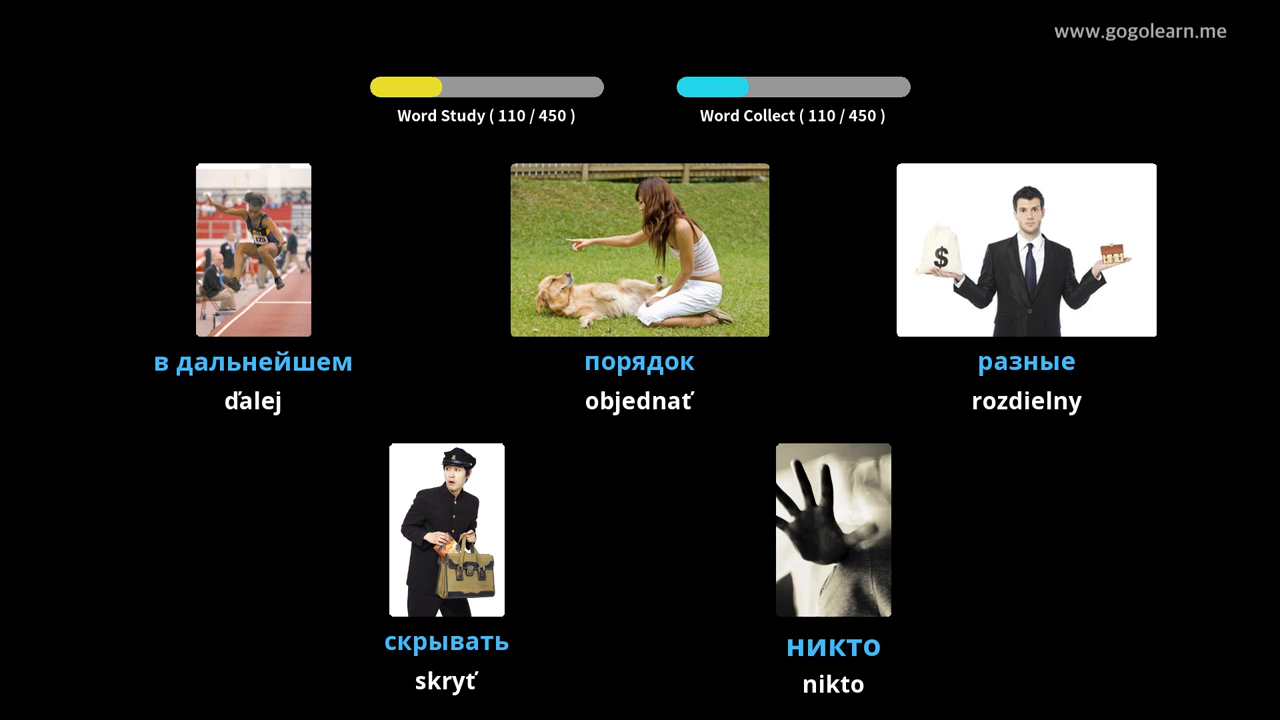 www.gogolearn.me
Word Study ( 110 / 450 )
Word Collect ( 110 / 450 )
в дальнейшем
ďalej
порядок
objednať
разные
rozdielny
скрывать
skryť
никто
nikto